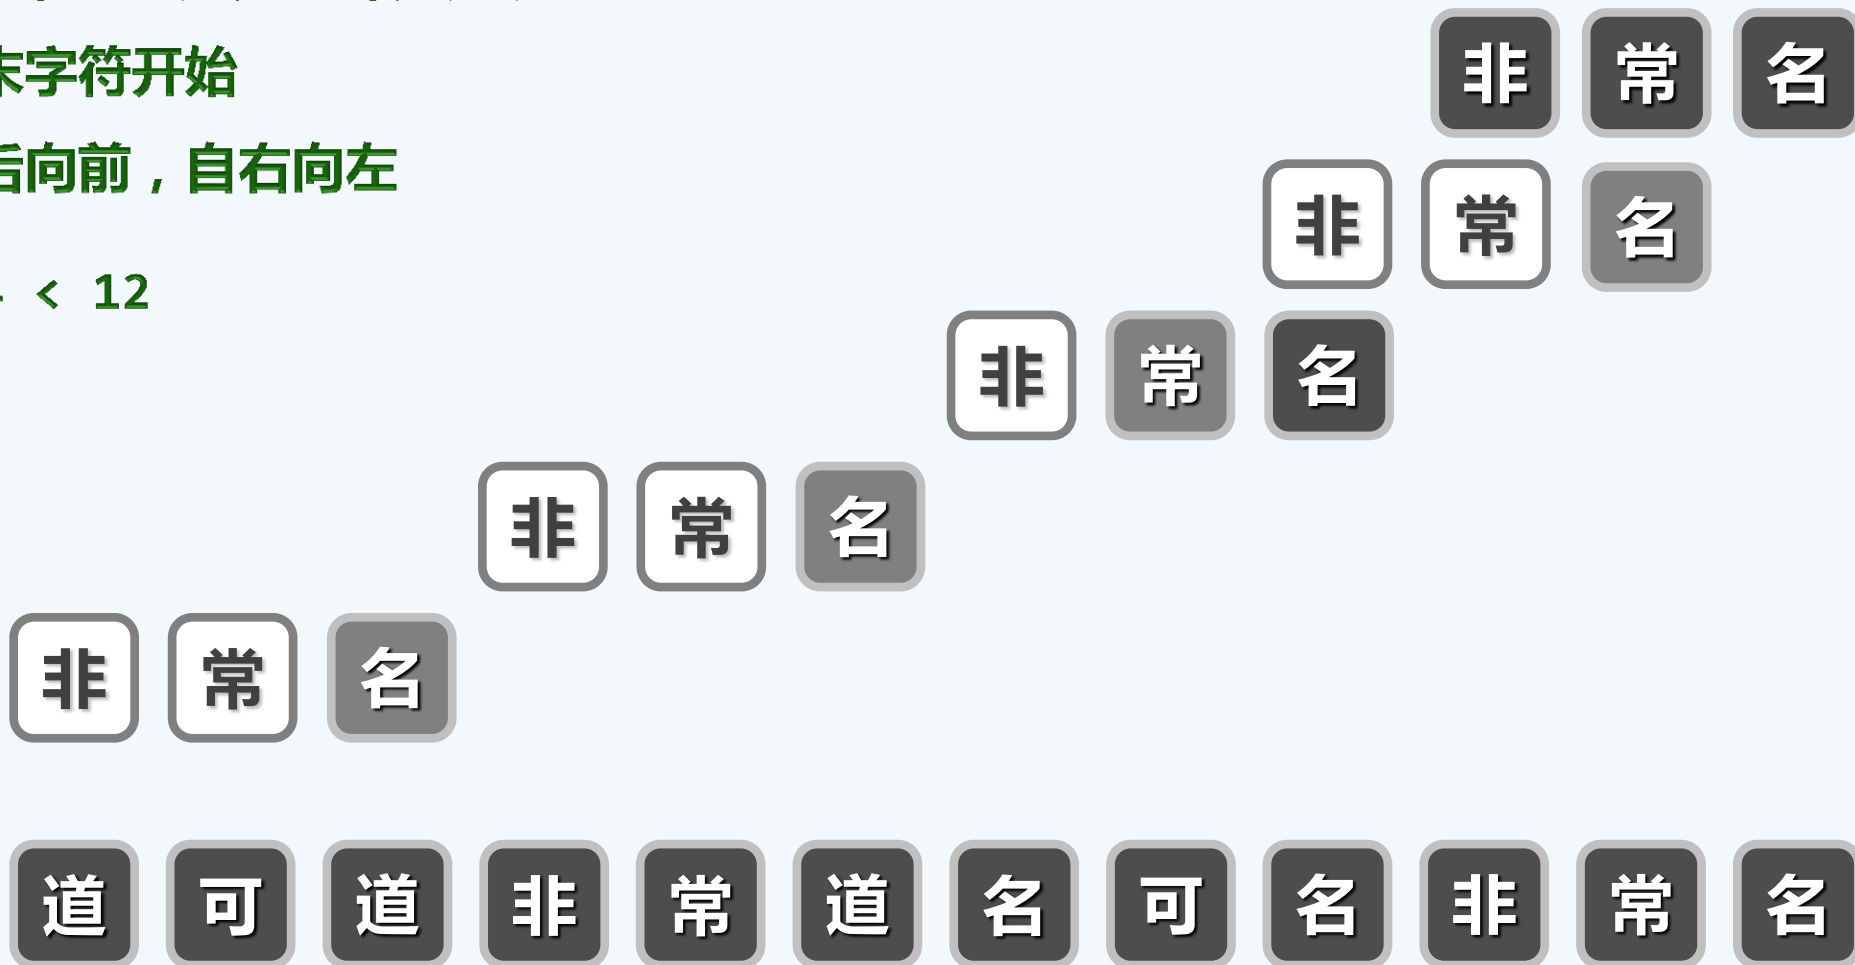 末字符开始
后向前，自右向左
< 12
非 常 名
非 常 名
非 常 名
非 常 名
非 常 名
道 可 道 非 常 道 名 可 名 非 常 名